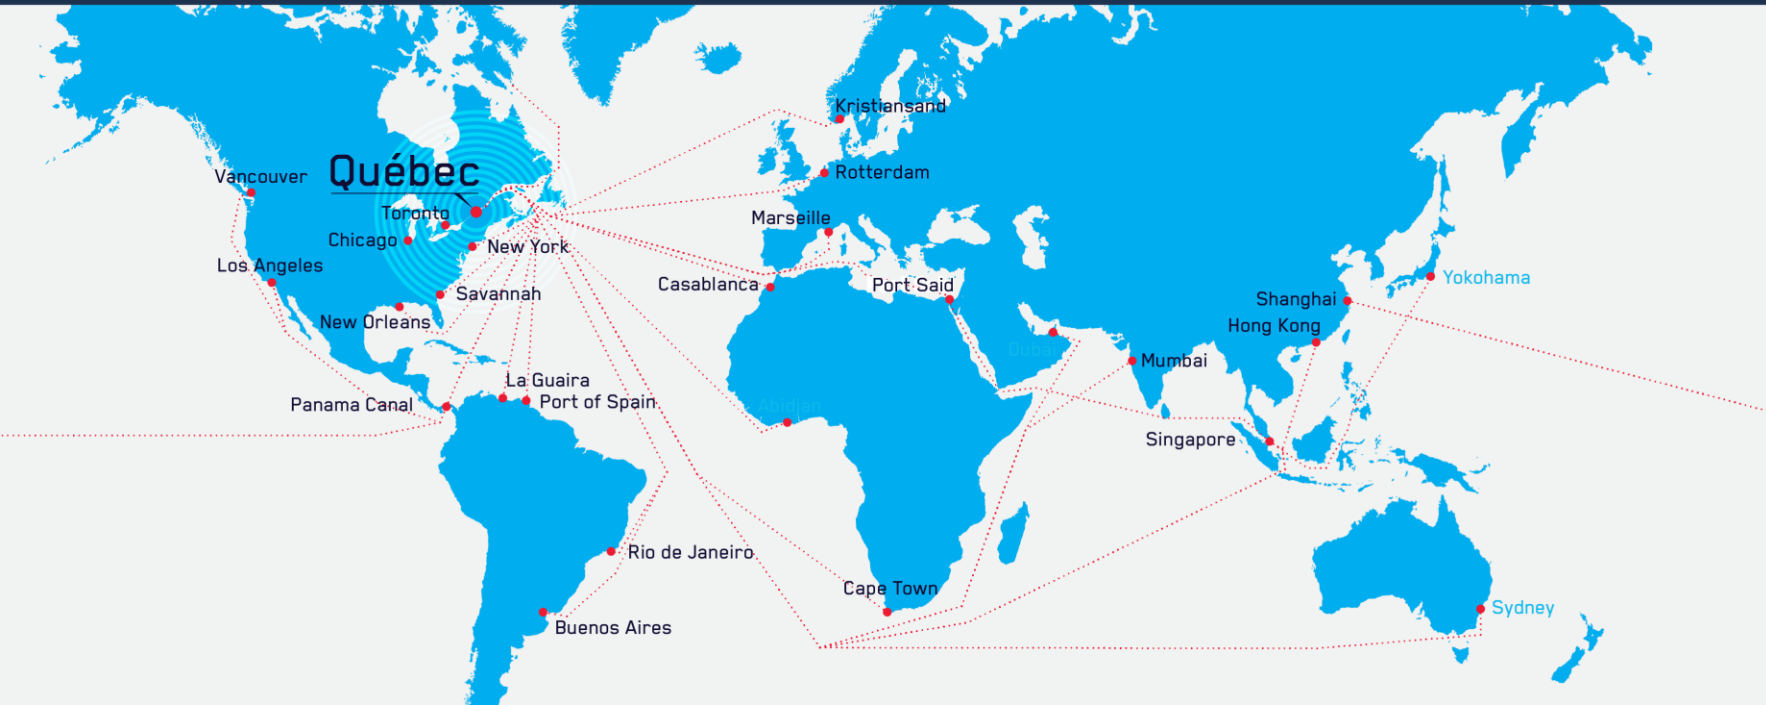 Kristiansand
Québec
Vancouver
Rotterdam
Toronto
Marseille
Chicago
New York
Los Angeles
Casablanca
Port Said
Yokohama
Savannah
Shanghai
New Orleans
Hong Kong
Dubai
Mumbai
La Guaira
Panama Canal
Port of Spain
Abidjan
Singapore
Rio de Janeiro
Cape Town
Sydney
Buenos Aires